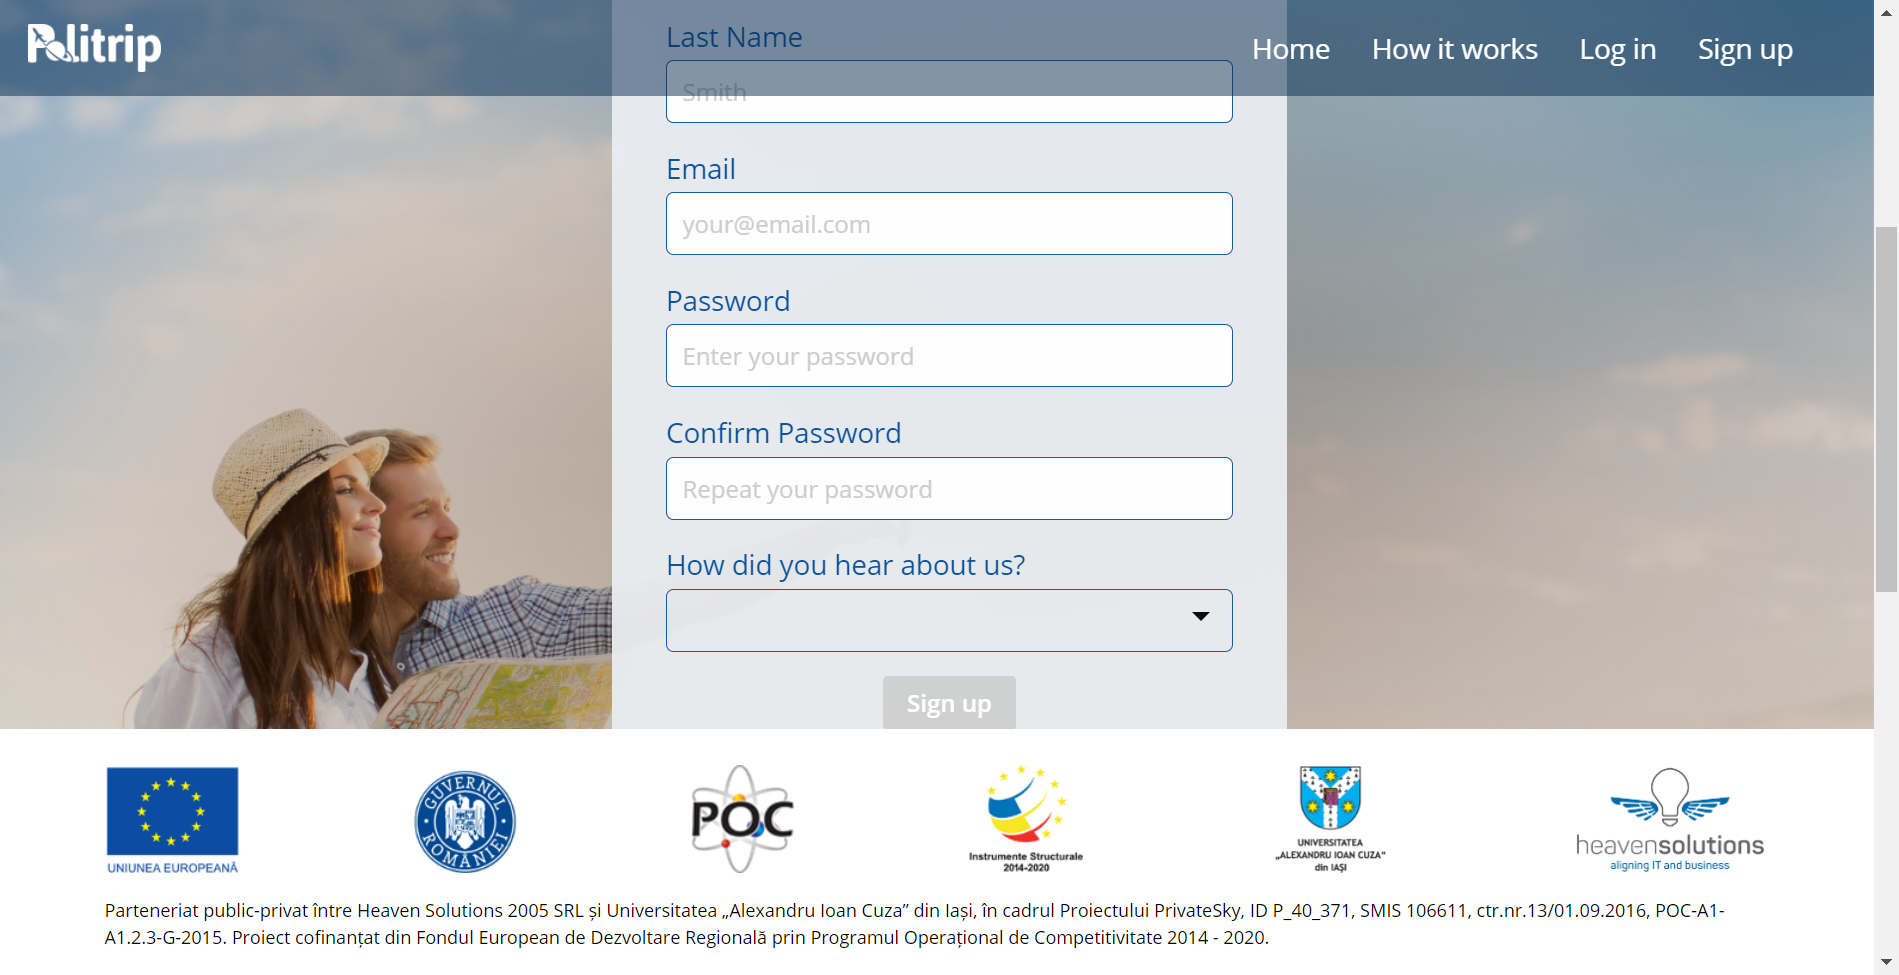 Politrip
Home How it works Log in Sign up
Last Name
Smith
Email
your@email.com
Password
Enter your password
Confirm Password
Repeat your password
How did you hear about us?
Sign up
UNIUNEA EUROPEANĂ
GUVERNUL ROMÂNIEI
POC
Instrumente Structurale
2014-2020
UNIVERSITATEA
„ALEXANDRU IOAN CUZA”
din IAȘI
heavensolutions
aligning IT and business
Parteneriat public-privat între Heaven Solutions 2005 SRL și Universitatea „Alexandru Ioan Cuza” din Iași, în cadrul Proiectului PrivateSky, ID P_40_371, SMIS 106611, ctr.nr.13/01.09.2016, POC-A1-
A1.2.3-G-2015. Proiect cofinanțat din Fondul European de Dezvoltare Regională prin Programul Operațional de Competitivitate 2014 - 2020.